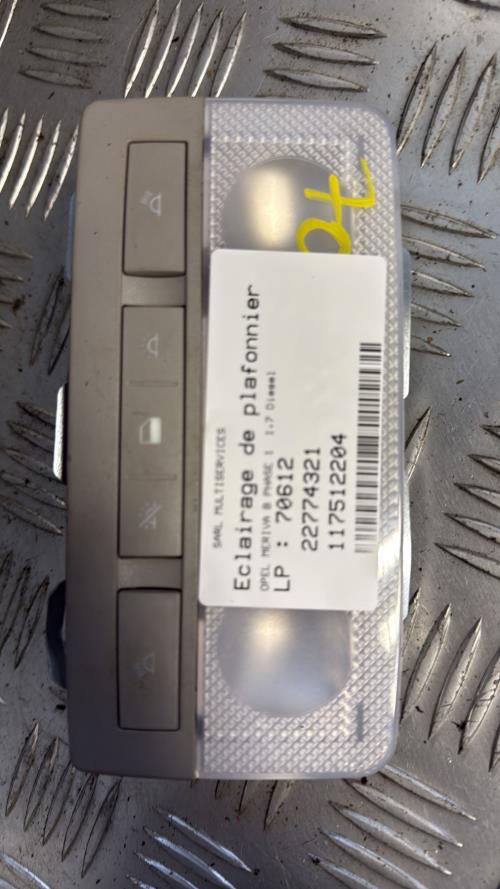 SARL MULTISERVICES
Eclairage de plafonnier
OPEL MERIVA B PHASE 1 1.7 Diesel
LP : 70612
22774321
117512204